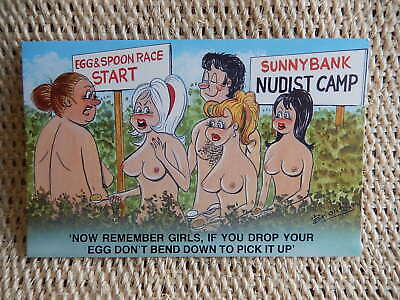 EGG & SPOON RACE
START
SUNNYBANK
NUDIST CAMP
'NOW REMEMBER GIRLS, IF YOU DROP YOUR
EGG DON'T BEND DOWN TO PICK IT UP'